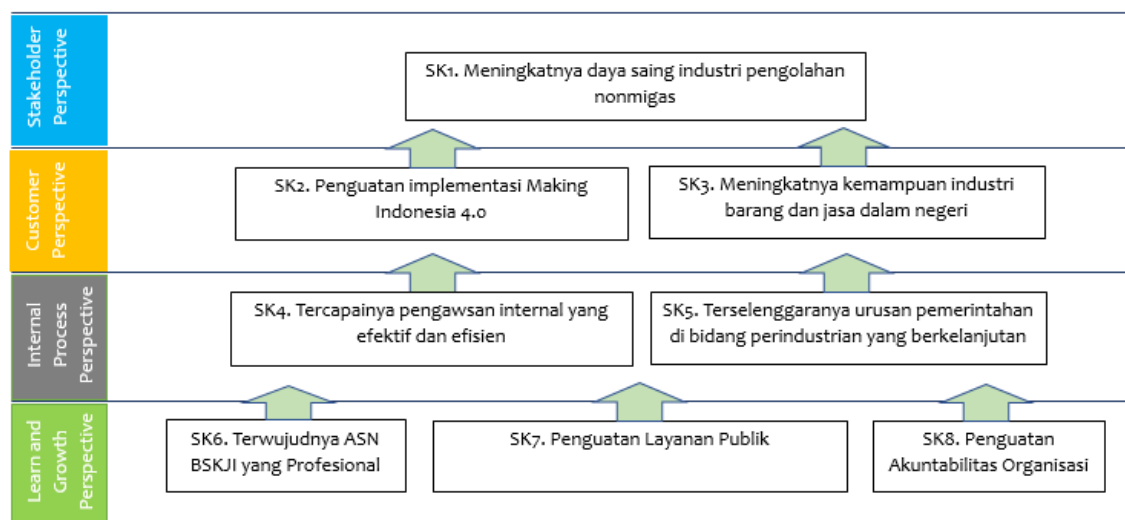 Stakeholder
Perspective
SK1. Meningkatnya daya saing industri pengolahan
nonmigas
Customer
Perspective
SK2. Penguatan implementasi Making
Indonesia 4.0
SK3. Meningkatnya kemampuan industri
barang dan jasa dalam negeri
Internal
Process
Perspective
SK4. Tercapainya pengawsan internal yang
efektif dan efisien
SK5. Terselenggaranya urusan pemerintahan
di bidang perindustrian yang berkelanjutan
Learn and
Growth
Perspective
SK6. Terwujudnya ASN
BSKJI yang Profesional
SK7. Penguatan Layanan Publik
SK8. Penguatan
Akuntabilitas Organisasi